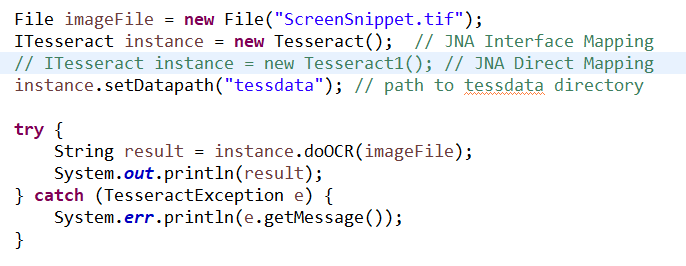 File imageFile = new File("ScreenSnippet.tif");
ITesseract instance = new Tesseract();  // JNA Interface Mapping
// ITesseract instance = new Tesseract1(); // JNA Direct Mapping
instance.setDatapath("tessdata"); // path to tessdata directory

try {
    String result = instance.doOCR(imageFile);
    System.out.println(result);
} catch (TesseractException e) {
    System.err.println(e.getMessage());
}